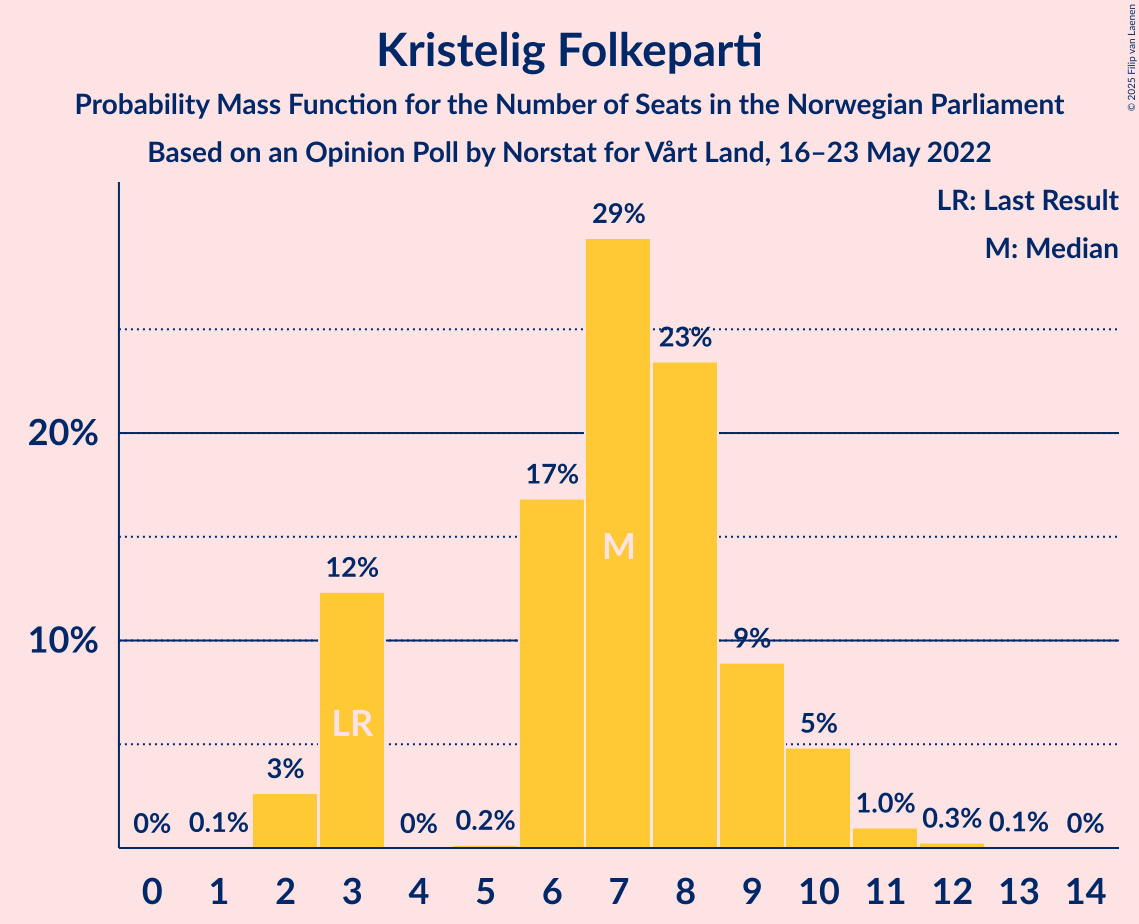 Kristelig Folkeparti
Probability Mass Function for the Number of Seats in the Norwegian Parliament
Based on an Opinion Poll by Norstat for Vårt Land, 16–23 May 2022
© 2025 Filip van Laenen
LR: Last Result
M: Median
29%
23%
20%
17%
M
12%
10%
9%
LR
5%
3%
0%
0.1%
0%
0.2%
1.0%
0.3%
0.1%
0%
0 1 2 3 4 5 6 7 8 9 10 11 12 13 14